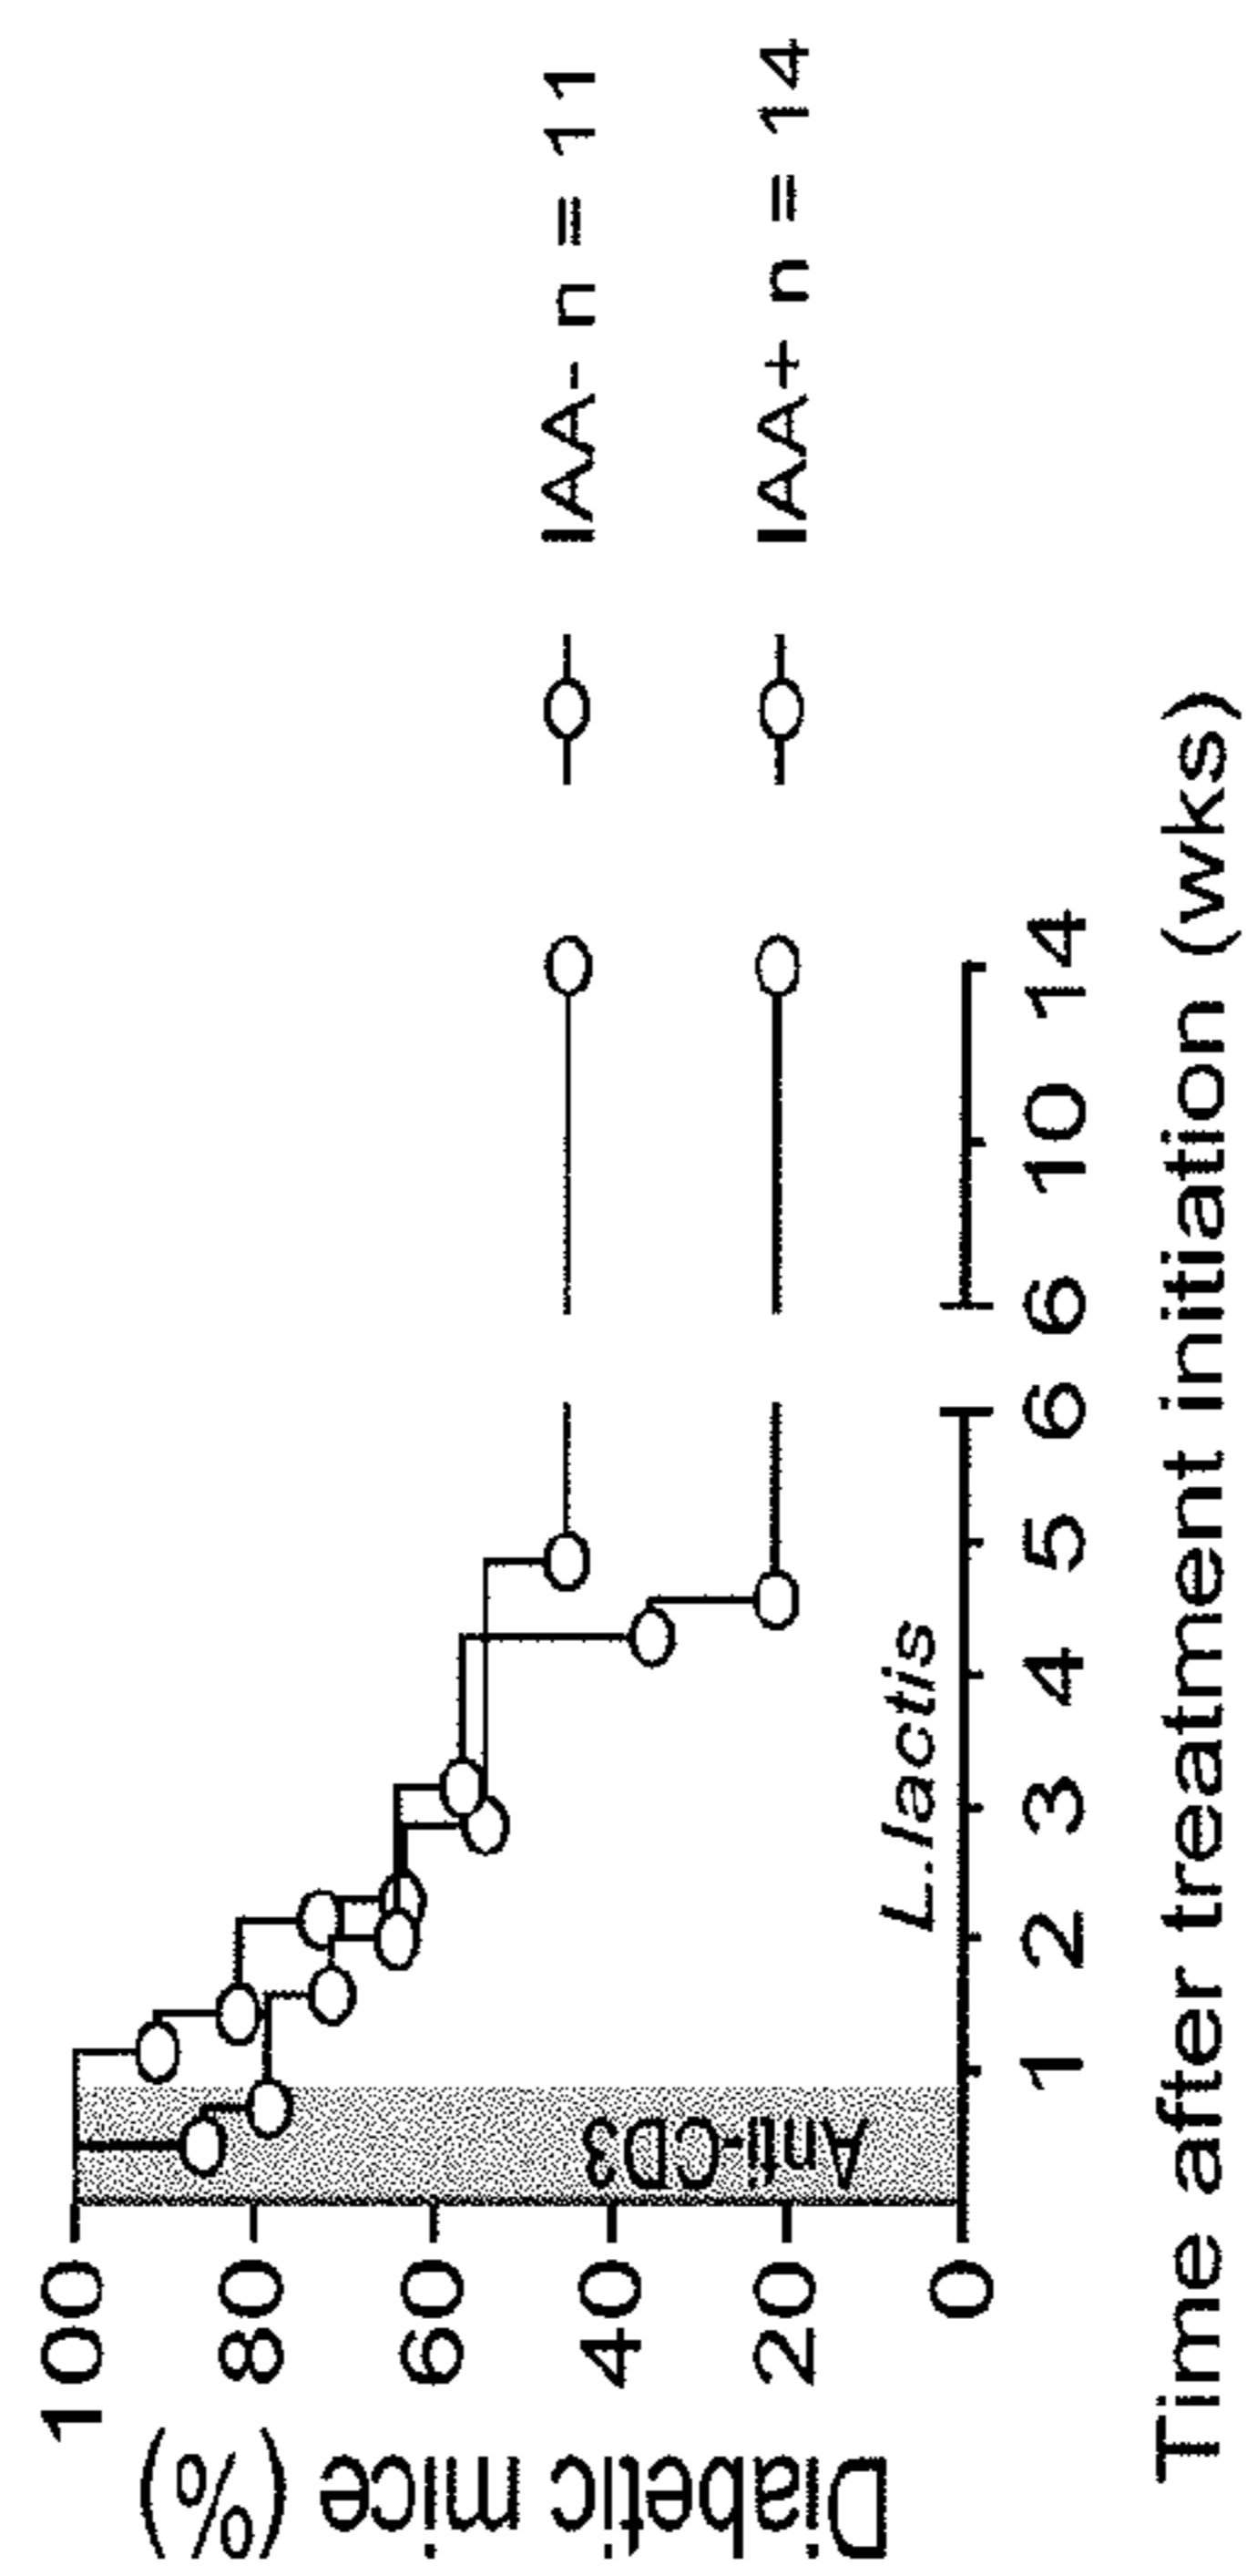 Diabetic mice (%)
100
80
60
40
20
0
Anti-CD3
L.lactis
1 2 3 4 5 6 6 10 14
Time after treatment initiation (wks)
IAA- n = 11
IAA+ n = 14